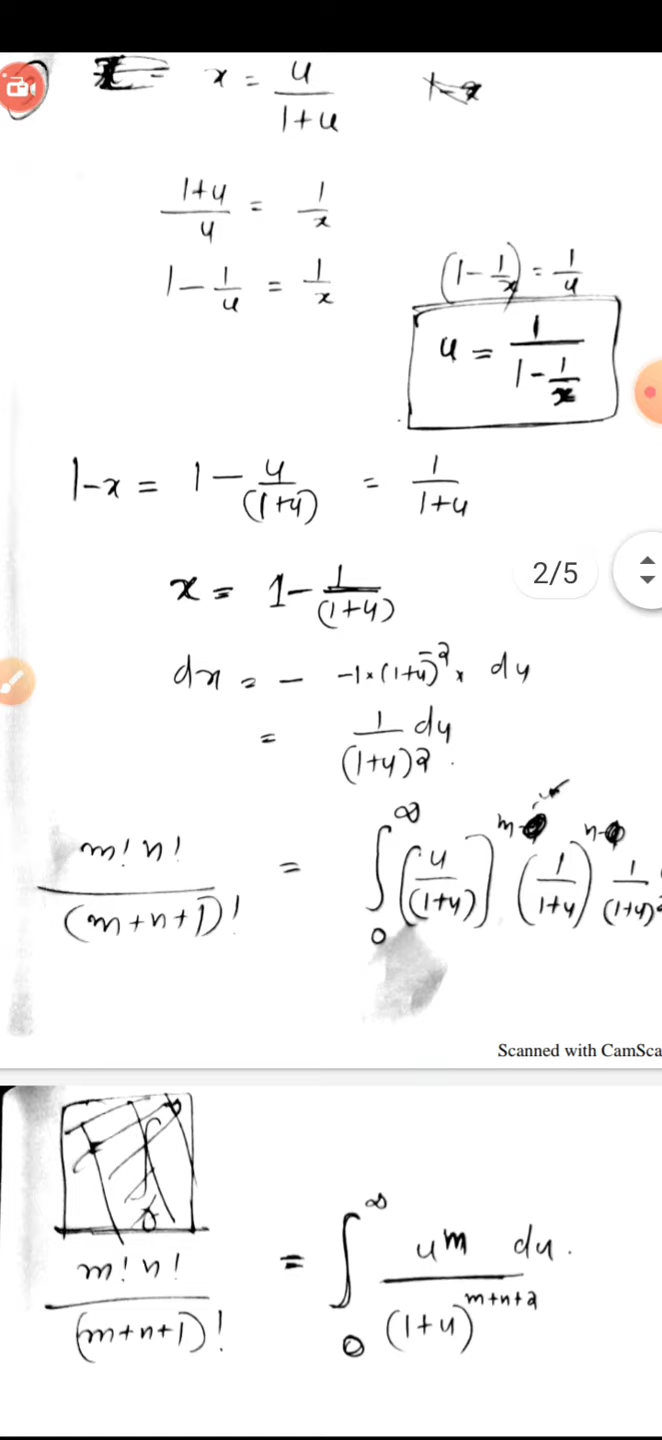 x = u/(1+u)
(1+u)/u = 1/x
1 - 1/u = 1/x
(1 - 1/x) = 1/u
u = 1/(1 - 1/x)
1-x = 1 - u/(1+u) = 1/(1+u)
2/5
x = 1 - 1/(1+u)
dx = - -1×(1+u)^-2 × du
= 1/(1+u)2 du.
m!n!/(m+n+1)! = ∫_0^∞ (u/(1+u))^m (1/(1+u))^n 1/(1+u)2
Scanned with CamSca
m!n!/(m+n+1)! = ∫_0^∞ u^m du. / (1+u)^m+n+2